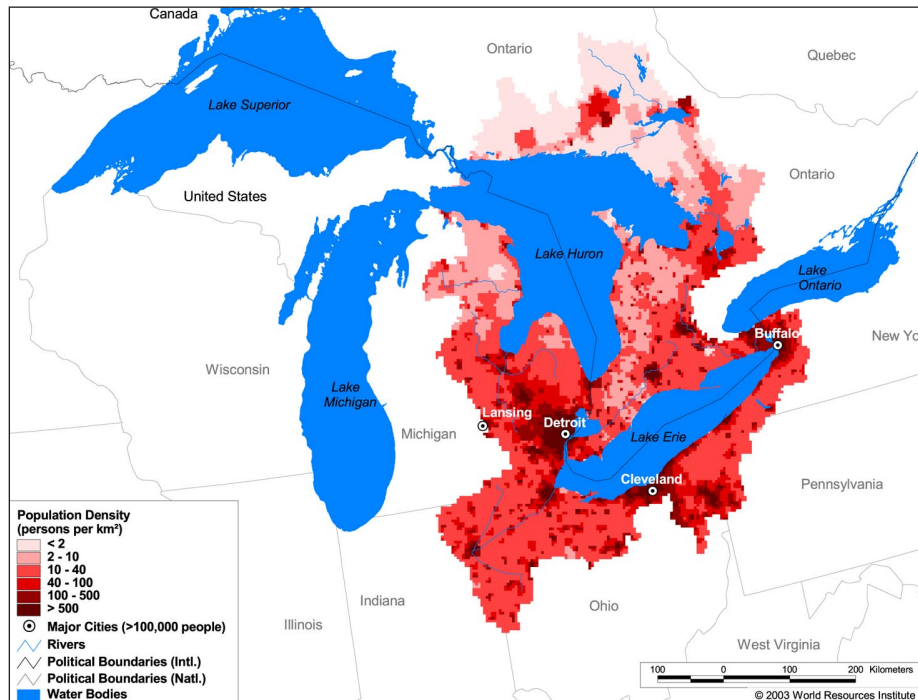 Canada
Ontario
Quebec
Lake Superior
United States
Ontario
Lake Huron
Lake
Ontario
Buffalo
New Yo
Wisconsin
Lake
Michigan
Lansing
Michigan
Detroit
Lake Erie
Cleveland
Pennsylvania
Population Density
(persons per km²)
< 2
2 - 10
10 - 40
40 - 100
100 - 500
> 500
Major Cities (>100,000 people)
Rivers
Political Boundaries (Intl.)
Political Boundaries (Natl.)
Water Bodies
Illinois
Indiana
Ohio
West Virginia
100 0 100 200 Kilometers
© 2003 World Resources Institute